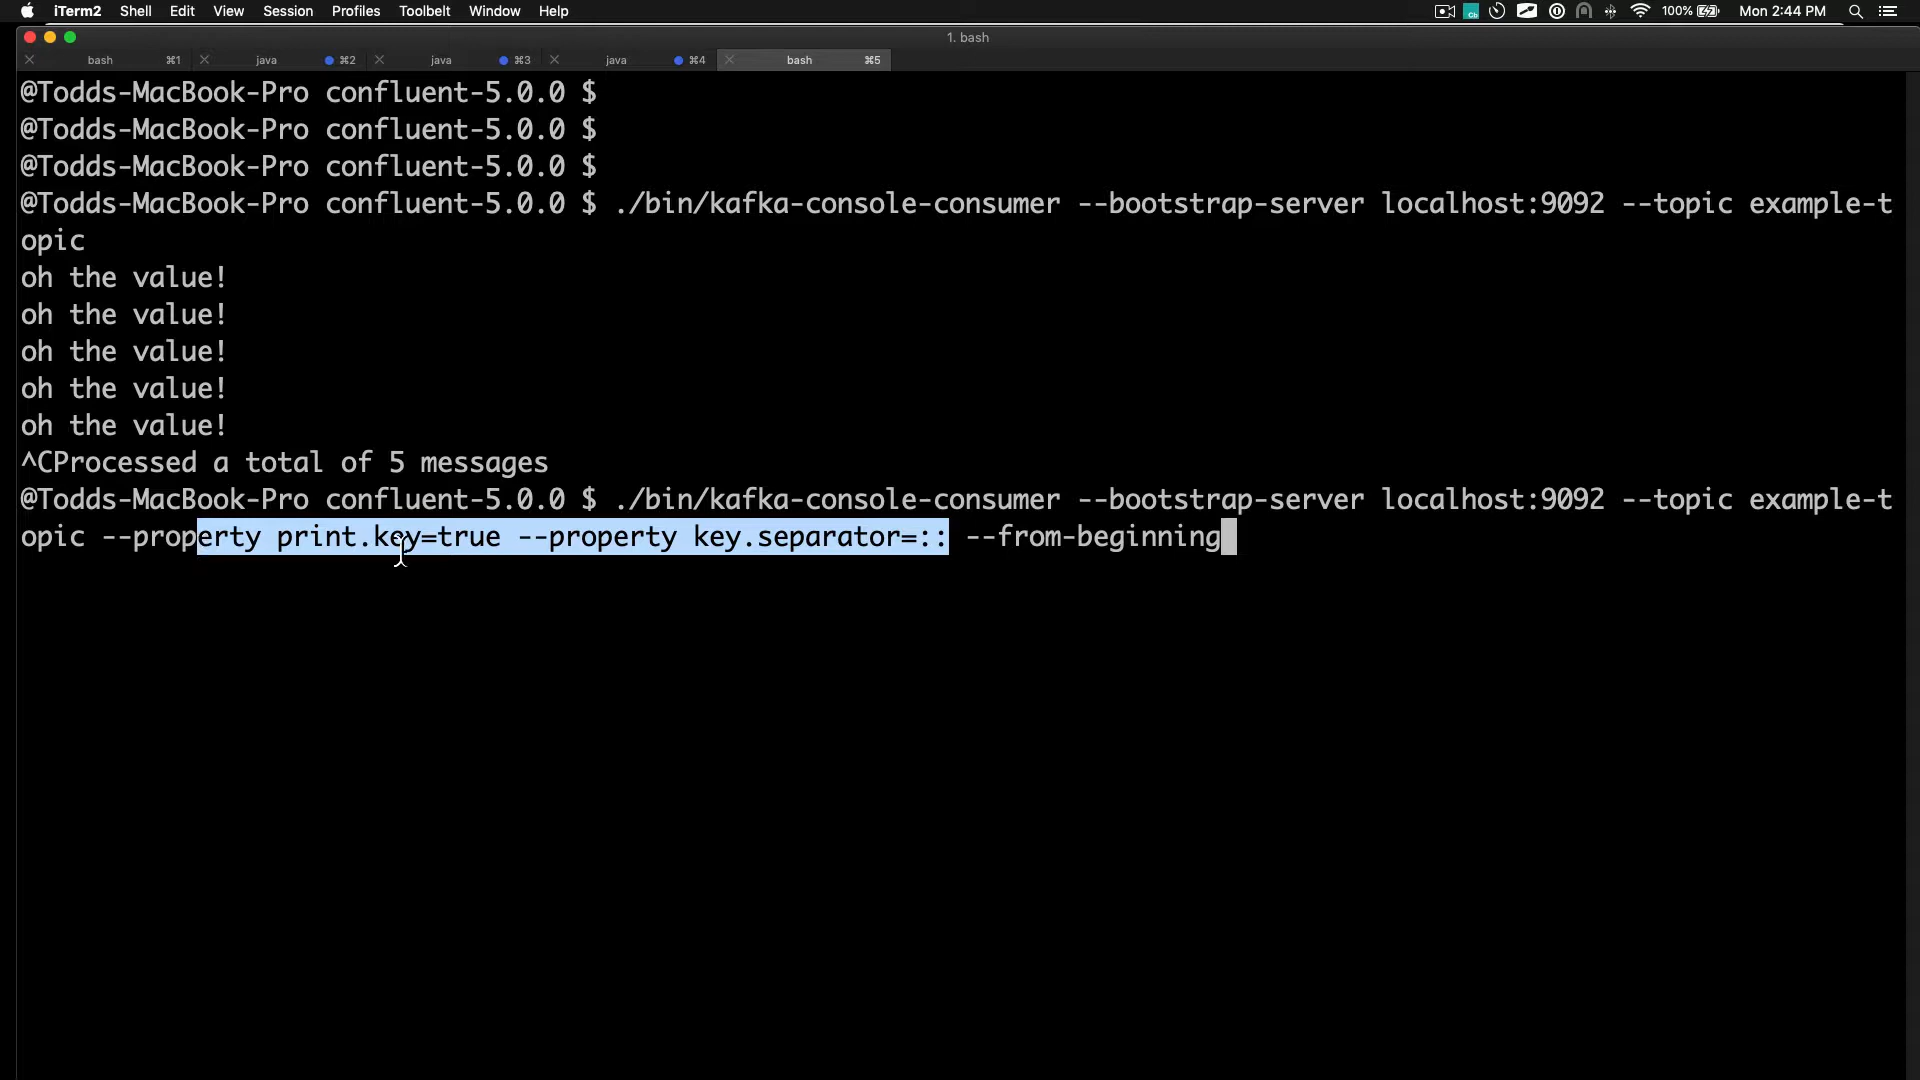 iTerm2 Shell Edit View Session Profiles Toolbelt Window Help 100% Mon 2:44 PM
1. bash
bash ⌘1 java ⌘2 java ⌘3 java ⌘4 bash ⌘5
@Todds-MacBook-Pro confluent-5.0.0 $
@Todds-MacBook-Pro confluent-5.0.0 $
@Todds-MacBook-Pro confluent-5.0.0 $
@Todds-MacBook-Pro confluent-5.0.0 $ ./bin/kafka-console-consumer --bootstrap-server localhost:9092 --topic example-t
opic
oh the value!
oh the value!
oh the value!
oh the value!
oh the value!
^CProcessed a total of 5 messages
@Todds-MacBook-Pro confluent-5.0.0 $ ./bin/kafka-console-consumer --bootstrap-server localhost:9092 --topic example-t
opic --property print.key=true --property key.separator=:: --from-beginning